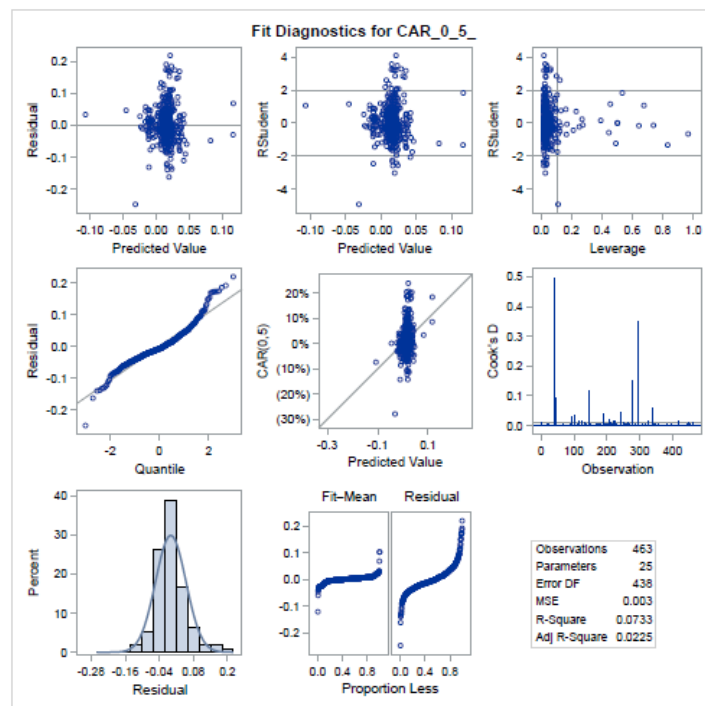 Fit Diagnostics for CAR_0_5_
0.2
0.1
0.0
-0.1
-0.2
Residual
-0.10 -0.05 0.00 0.05 0.10
Predicted Value
4
2
0
-2
-4
RStudent
-0.10 -0.05 0.00 0.05 0.10
Predicted Value
4
2
0
-2
-4
RStudent
0.0 0.2 0.4 0.6 0.8 1.0
Leverage
0.2
0.1
0.0
-0.1
-0.2
Residual
-2 0 2
Quantile
20%
10%
0%
(10%)
(20%)
(30%)
CAR(0,5)
-0.3 -0.1 0.1
Predicted Value
0.5
0.4
0.3
0.2
0.1
0.0
Cook's D
0 100 200 300 400
Observation
40
30
20
10
0
Percent
-0.28 -0.16 -0.04 0.08 0.2
Residual
Fit–Mean Residual
0.2
0.1
0.0
-0.1
-0.2
0.0 0.4 0.8 0.0 0.4 0.8
Proportion Less
Observations 463
Parameters 25
Error DF 438
MSE 0.003
R-Square 0.0733
Adj R-Square 0.0225